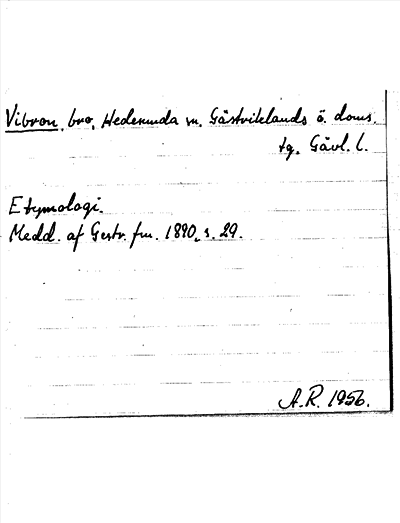 Vibron, bro, Hedesunda sn. Gästriklands ö. doms.
tg. Gävl. l.
Etymologi.
Medd. af Gestr. fm. 1890, s. 29.
A.R. 1956.